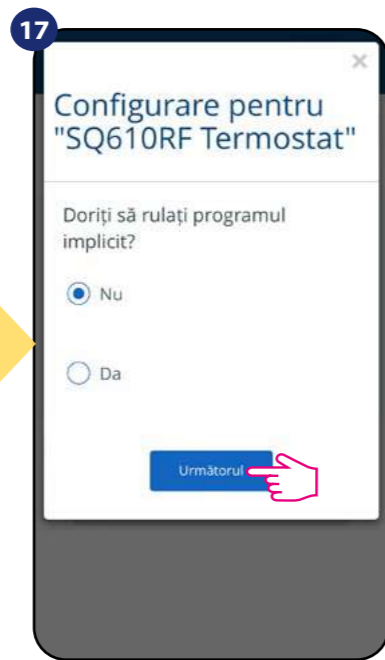 17
×
Configurare pentru
"SQ610RF Termostat"
Doriți să rulați programul
implicit?
Nu
Da
Următorul